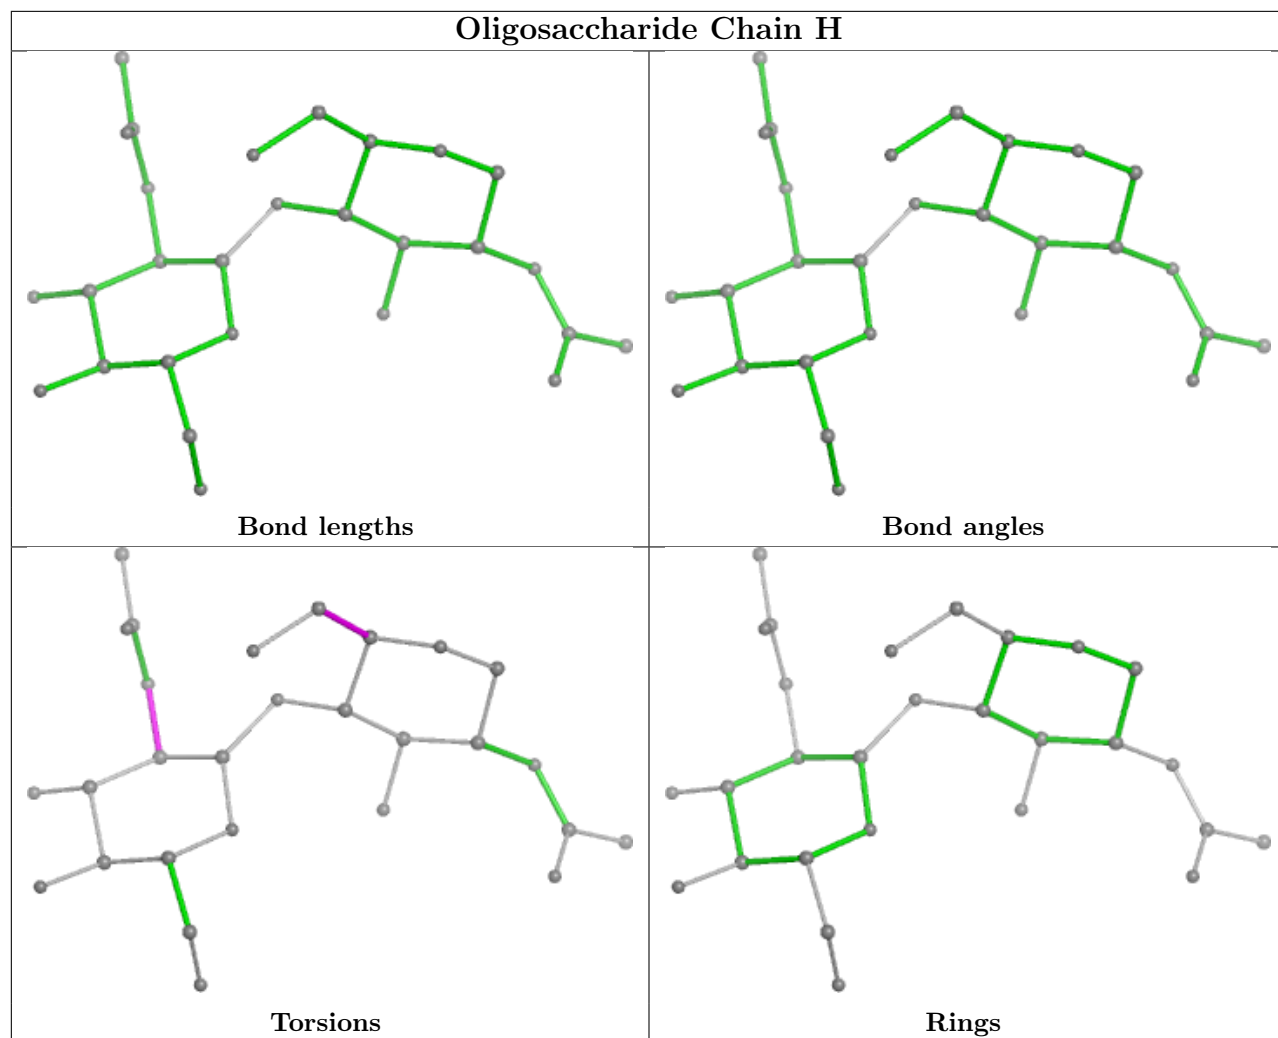 Oligosaccharide Chain H
Bond lengths
Bond angles
Torsions
Rings